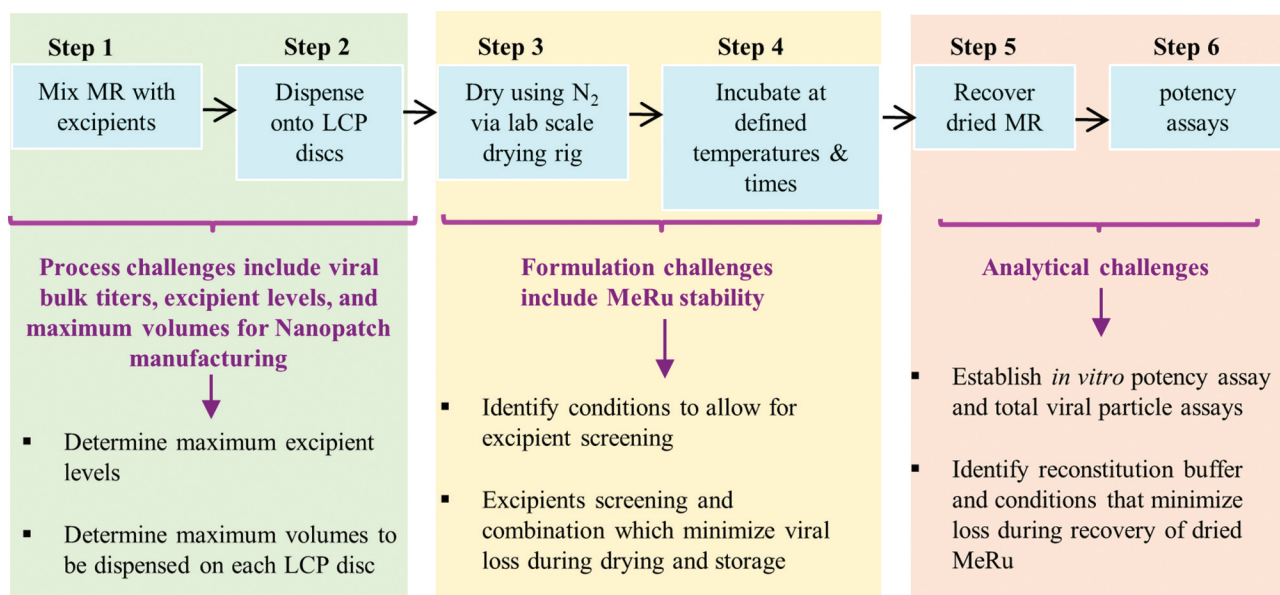 Step 1
Mix MR with
excipients
Step 2
Dispense
onto LCP
discs
Step 3
Dry using N₂
via lab scale
drying rig
Step 4
Incubate at
defined
temperatures &
times
Step 5
Recover
dried MR
Step 6
potency
assays
Process challenges include viral
bulk titers, excipient levels, and
maximum volumes for Nanopatch
manufacturing
▪ Determine maximum excipient
levels
▪ Determine maximum volumes to
be dispensed on each LCP disc
Formulation challenges
include MeRu stability
▪ Identify conditions to allow for
excipient screening
▪ Excipients screening and
combination which minimize viral
loss during drying and storage
Analytical challenges
▪ Establish in vitro potency assay
and total viral particle assays
▪ Identify reconstitution buffer
and conditions that minimize
loss during recovery of dried
MeRu